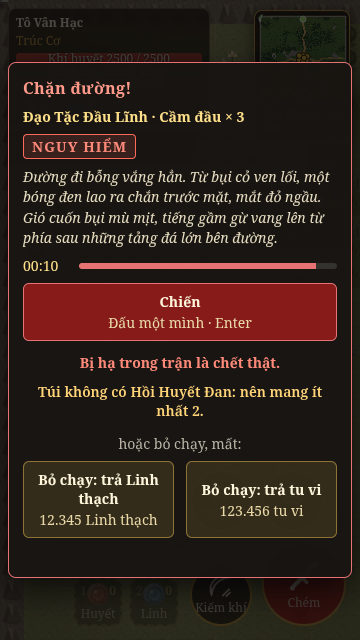 Tô Vân Hạc
Trúc Cơ
Khí huyết 2500 / 2500
Chặn đường!
Đạo Tặc Đầu Lĩnh · Cầm đầu × 3
NGUY HIỂM
Đường đi bỗng vắng hẳn. Từ bụi cỏ ven lối, một
bóng đen lao ra chắn trước mặt, mắt đỏ ngầu.
Gió cuốn bụi mù mịt, tiếng gầm gừ vang lên từ
phía sau những tảng đá lớn bên đường.
00:10
Chiến
Đấu một mình · Enter
Bị hạ trong trận là chết thật.
Túi không có Hồi Huyết Đan: nên mang ít
nhất 2.
hoặc bỏ chạy, mất:
Bỏ chạy: trả Linh
thạch
12.345 Linh thạch
Bỏ chạy: trả tu vi
123.456 tu vi
Huyết
Linh
Kiếm khí
Chém